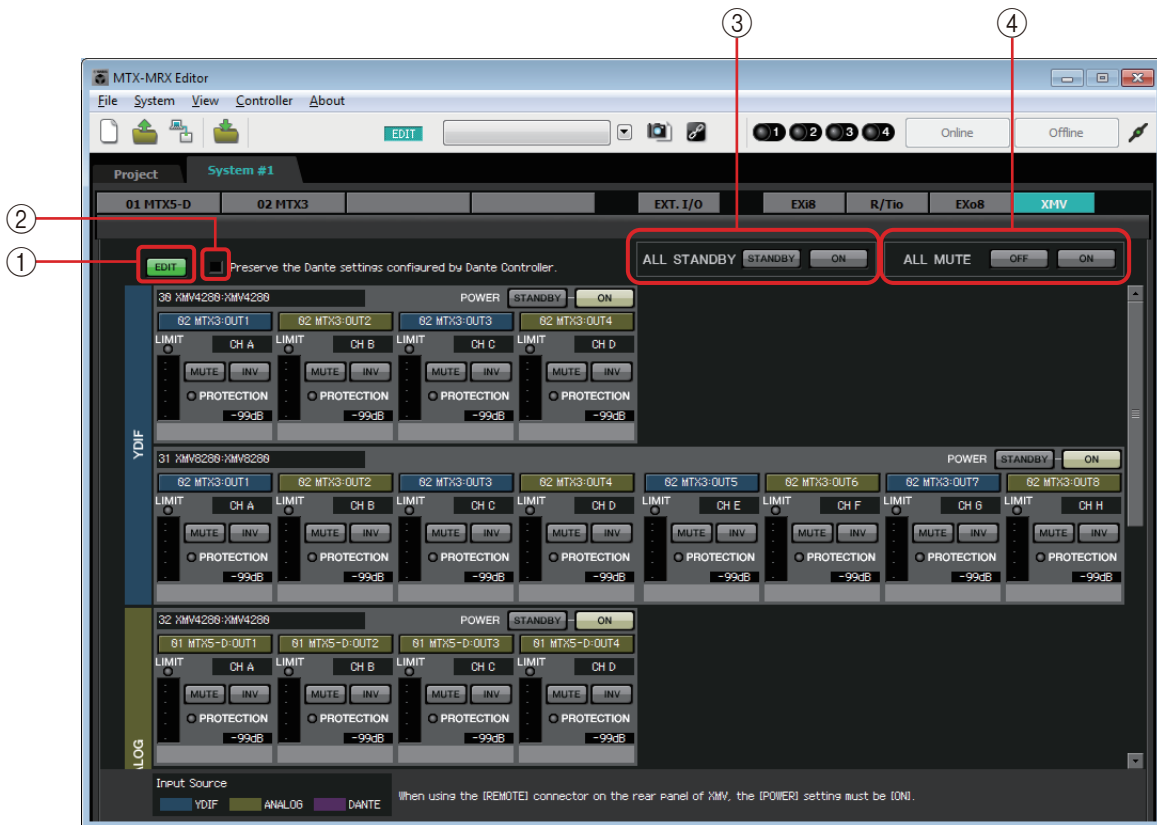 ③ ④
MTX-MRX Editor
File System View Controller About
EDIT 1 2 3 4 Online Offline
Project System #1
01 MTX5-D 02 MTX3 EXT. I/O EXi8 R/Tio EXo8 XMV
②
①
EDIT Preserve the Dante settings configured by Dante Controller. ALL STANDBY STANDBY ON ALL MUTE OFF ON
YDIF
30 XMV4280:XMV4280 POWER STANDBY ON
02 MTX3:OUT1 02 MTX3:OUT2 02 MTX3:OUT3 02 MTX3:OUT4
LIMIT CH A LIMIT CH B LIMIT CH C LIMIT CH D
MUTE INV MUTE INV MUTE INV MUTE INV
PROTECTION PROTECTION PROTECTION PROTECTION
-99dB -99dB -99dB -99dB
31 XMV8280:XMV8280 POWER STANDBY ON
02 MTX3:OUT1 02 MTX3:OUT2 02 MTX3:OUT3 02 MTX3:OUT4 02 MTX3:OUT5 02 MTX3:OUT6 02 MTX3:OUT7 02 MTX3:OUT8
LIMIT CH A LIMIT CH B LIMIT CH C LIMIT CH D LIMIT CH E LIMIT CH F LIMIT CH G LIMIT CH H
MUTE INV MUTE INV MUTE INV MUTE INV MUTE INV MUTE INV MUTE INV MUTE INV
PROTECTION PROTECTION PROTECTION PROTECTION PROTECTION PROTECTION PROTECTION PROTECTION
-99dB -99dB -99dB -99dB -99dB -99dB -99dB -99dB
ALOG
32 XMV4280:XMV4280 POWER STANDBY ON
01 MTX5-D:OUT1 01 MTX5-D:OUT2 01 MTX5-D:OUT3 01 MTX5-D:OUT4
LIMIT CH A LIMIT CH B LIMIT CH C LIMIT CH D
MUTE INV MUTE INV MUTE INV MUTE INV
PROTECTION PROTECTION PROTECTION PROTECTION
-99dB -99dB -99dB -99dB
Input Source
YDIF ANALOG DANTE
When using the [REMOTE] connector on the rear panel of XMV, the [POWER] setting must be [ON].